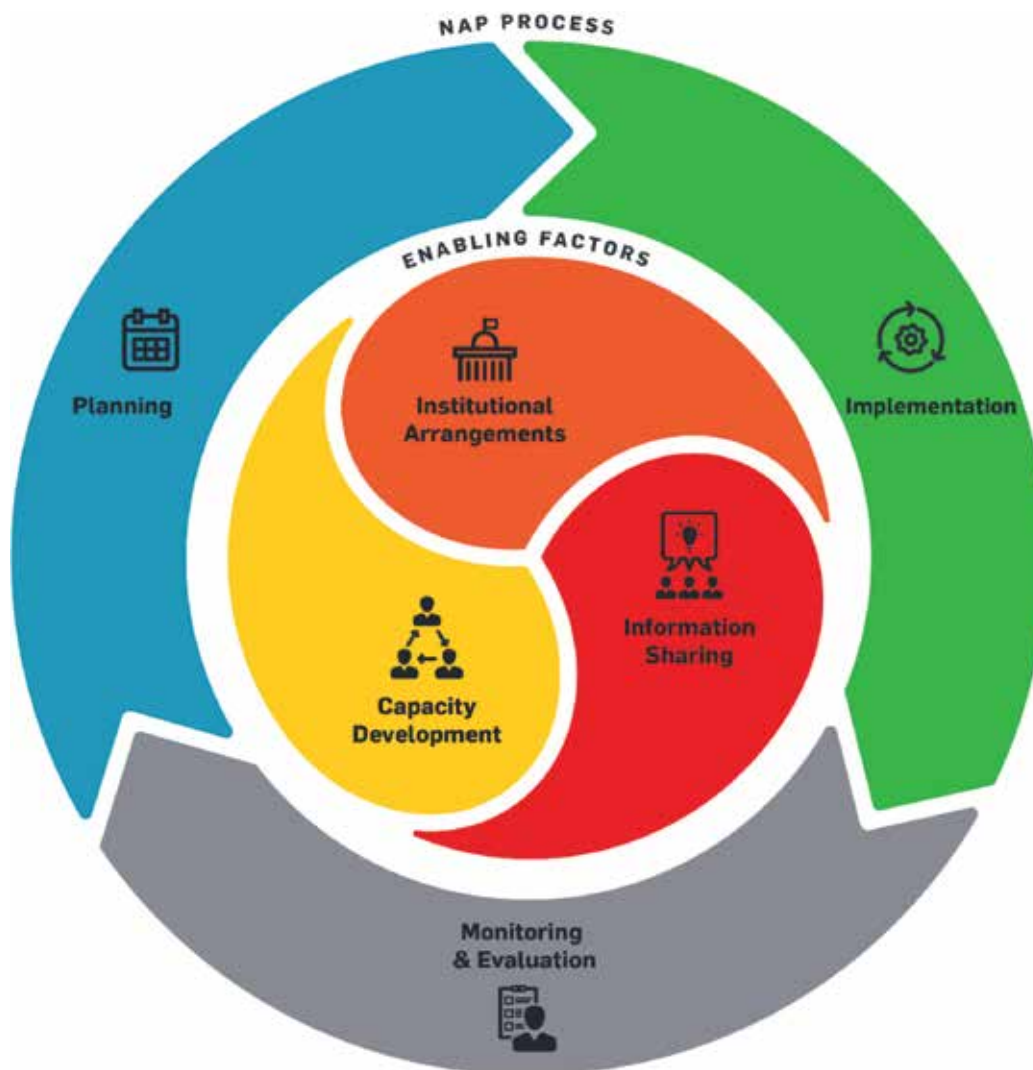 NAP PROCESS
ENABLING FACTORS
Planning
Institutional
Arrangements
Implementation
Information
Sharing
Capacity
Development
Monitoring
& Evaluation